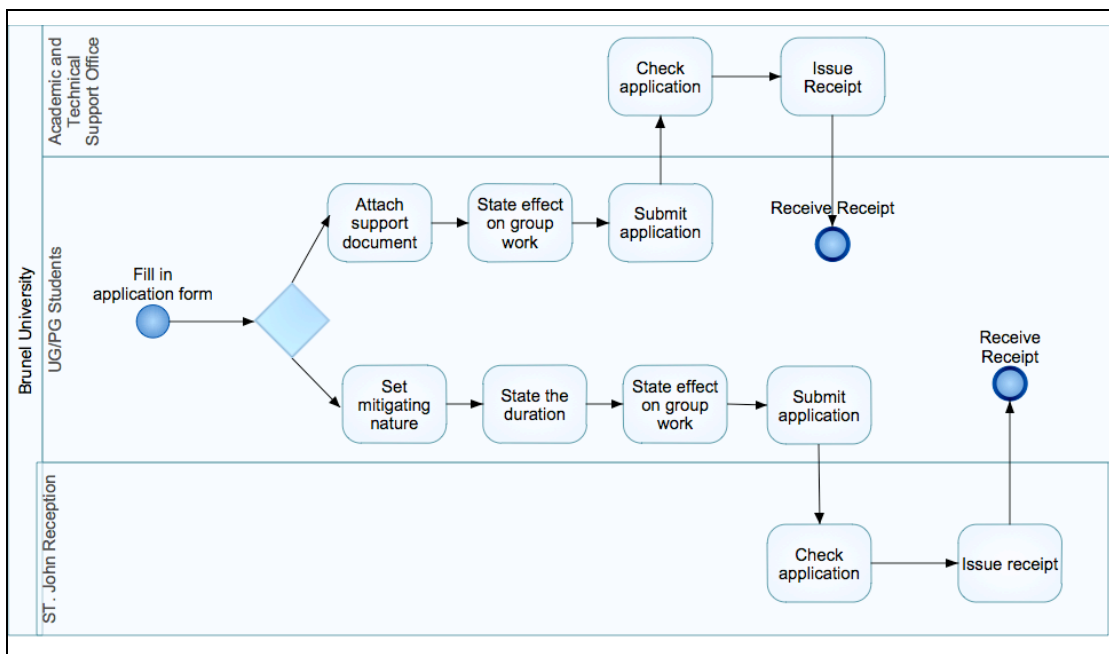 Brunel University
Academic and
Technical
Support Office
Check
application
Issue
Receipt
UG/PG Students
Fill in
application form
Attach
support
document
State effect
on group
work
Submit
application
Receive Receipt
Set
mitigating
nature
State the
duration
State effect
on group
work
Submit
application
Receive
Receipt
ST. John Reception
Check
application
Issue receipt